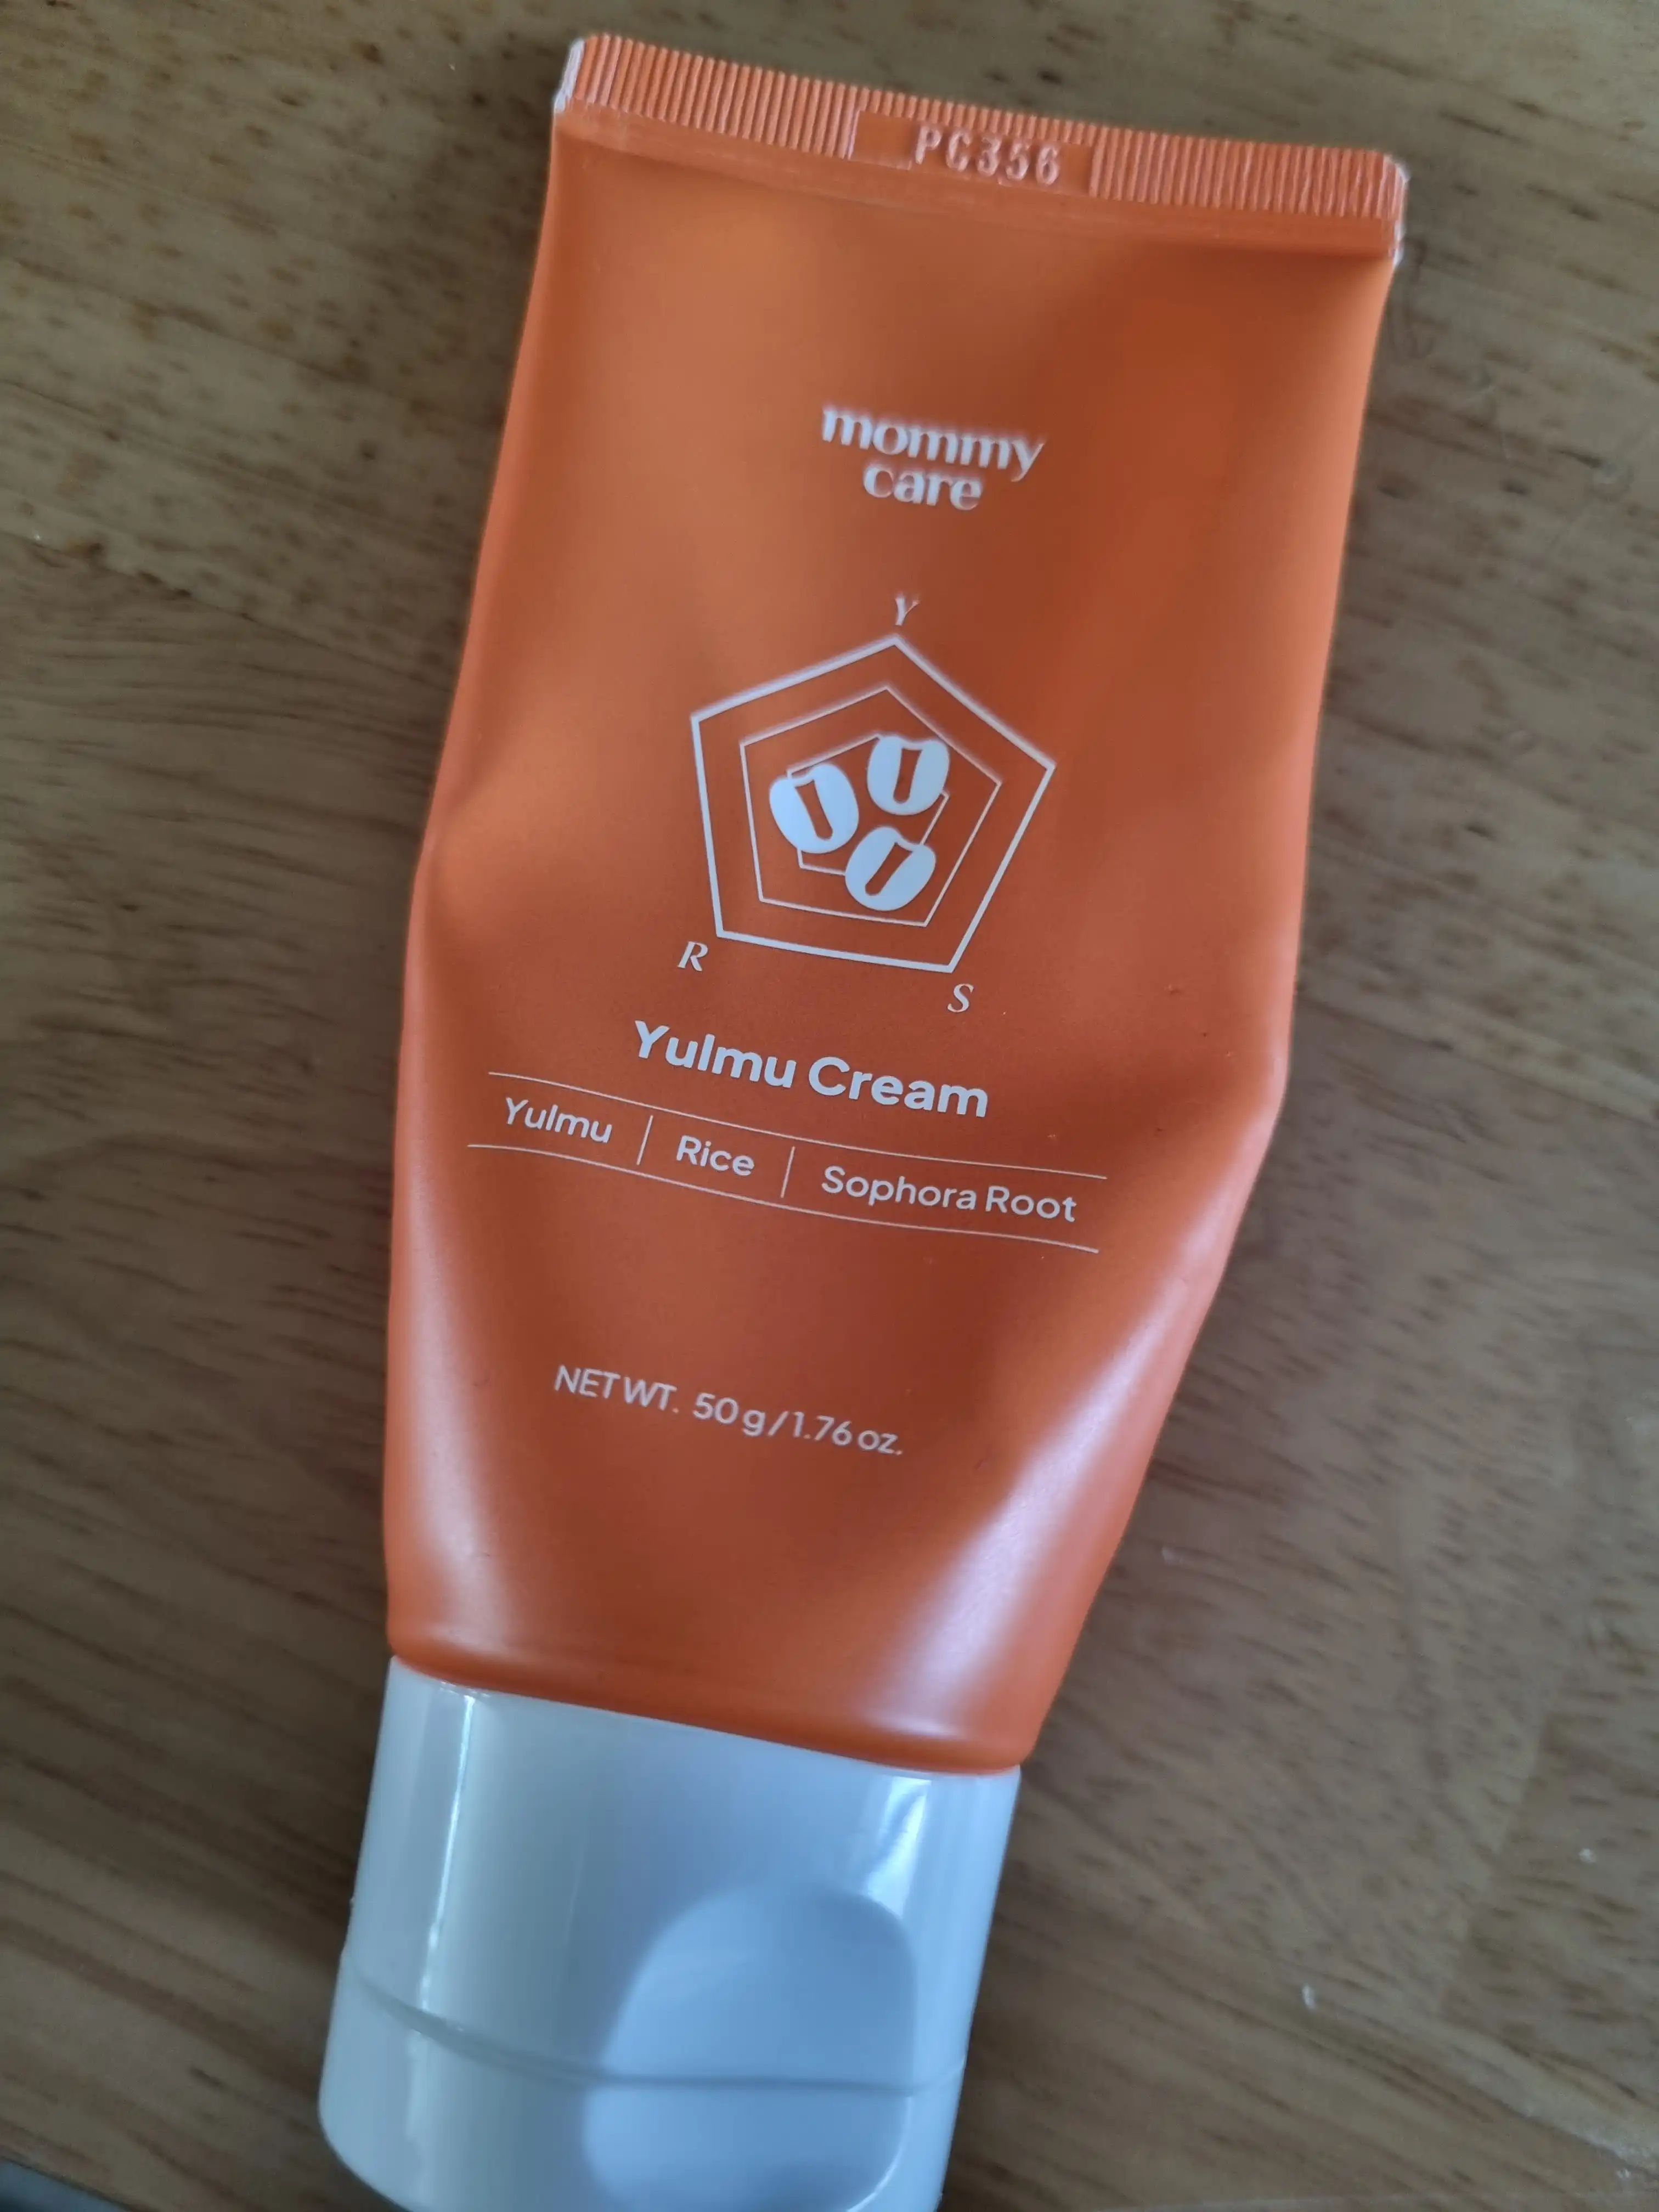 PC356
mommy
care
Y
R
S
Yulmu Cream
Yulmu | Rice | Sophora Root
NET WT. 50 g/1.76 oz.